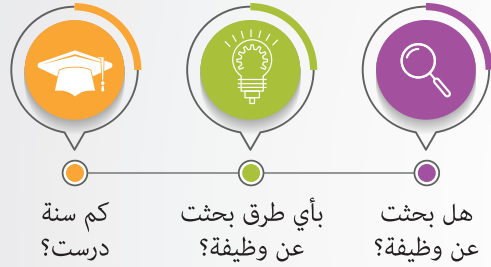 هل بحثت
عن وظيفة؟
بأي طرق بحثت
عن وظيفة؟
كم سنة
درست؟